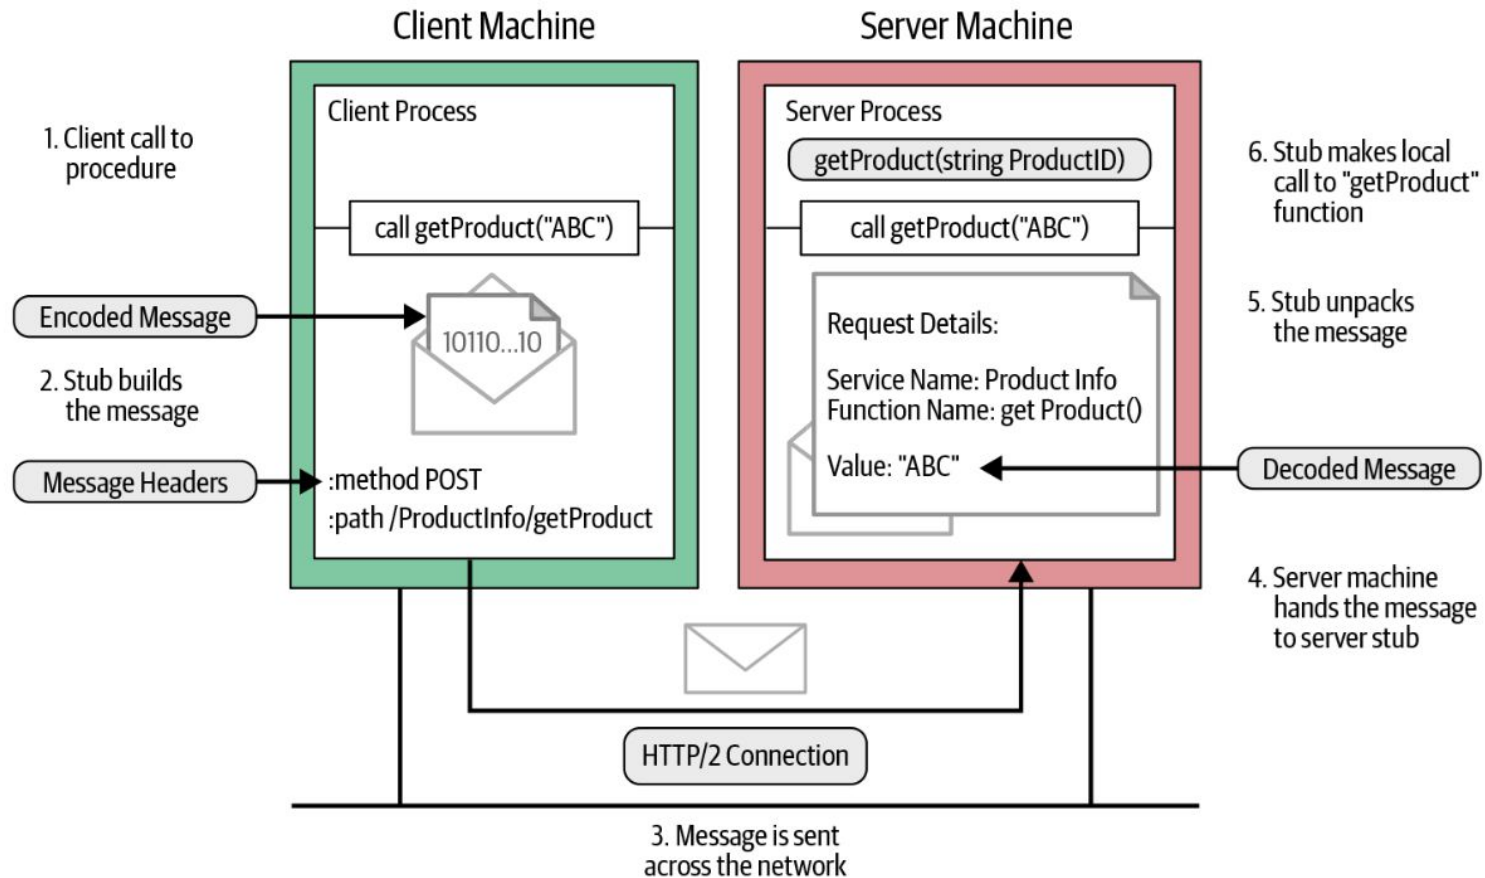 Client Machine
Server Machine
1. Client call to
procedure
Client Process
call getProduct("ABC")
Encoded Message
10110...10
2. Stub builds
the message
Message Headers
:method POST
:path /ProductInfo/getProduct
Server Process
getProduct(string ProductID)
call getProduct("ABC")
Request Details:
Service Name: Product Info
Function Name: get Product()
Value: "ABC"
6. Stub makes local
call to "getProduct"
function
5. Stub unpacks
the message
Decoded Message
4. Server machine
hands the message
to server stub
HTTP/2 Connection
3. Message is sent
across the network